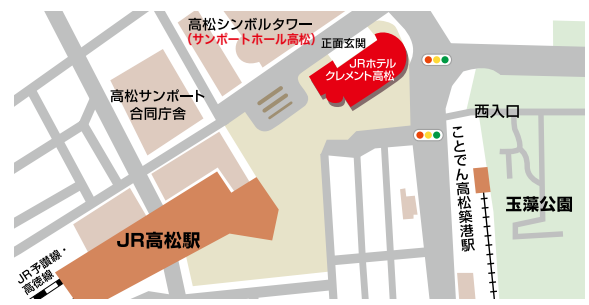 高松シンボルタワー
(サンポートホール高松)
正面玄関
JRホテル
クレメント高松
高松サンポート
合同庁舎
西入口
ことでん高松築港駅
玉藻公園
JR高松駅
JR予讃線・
高徳線